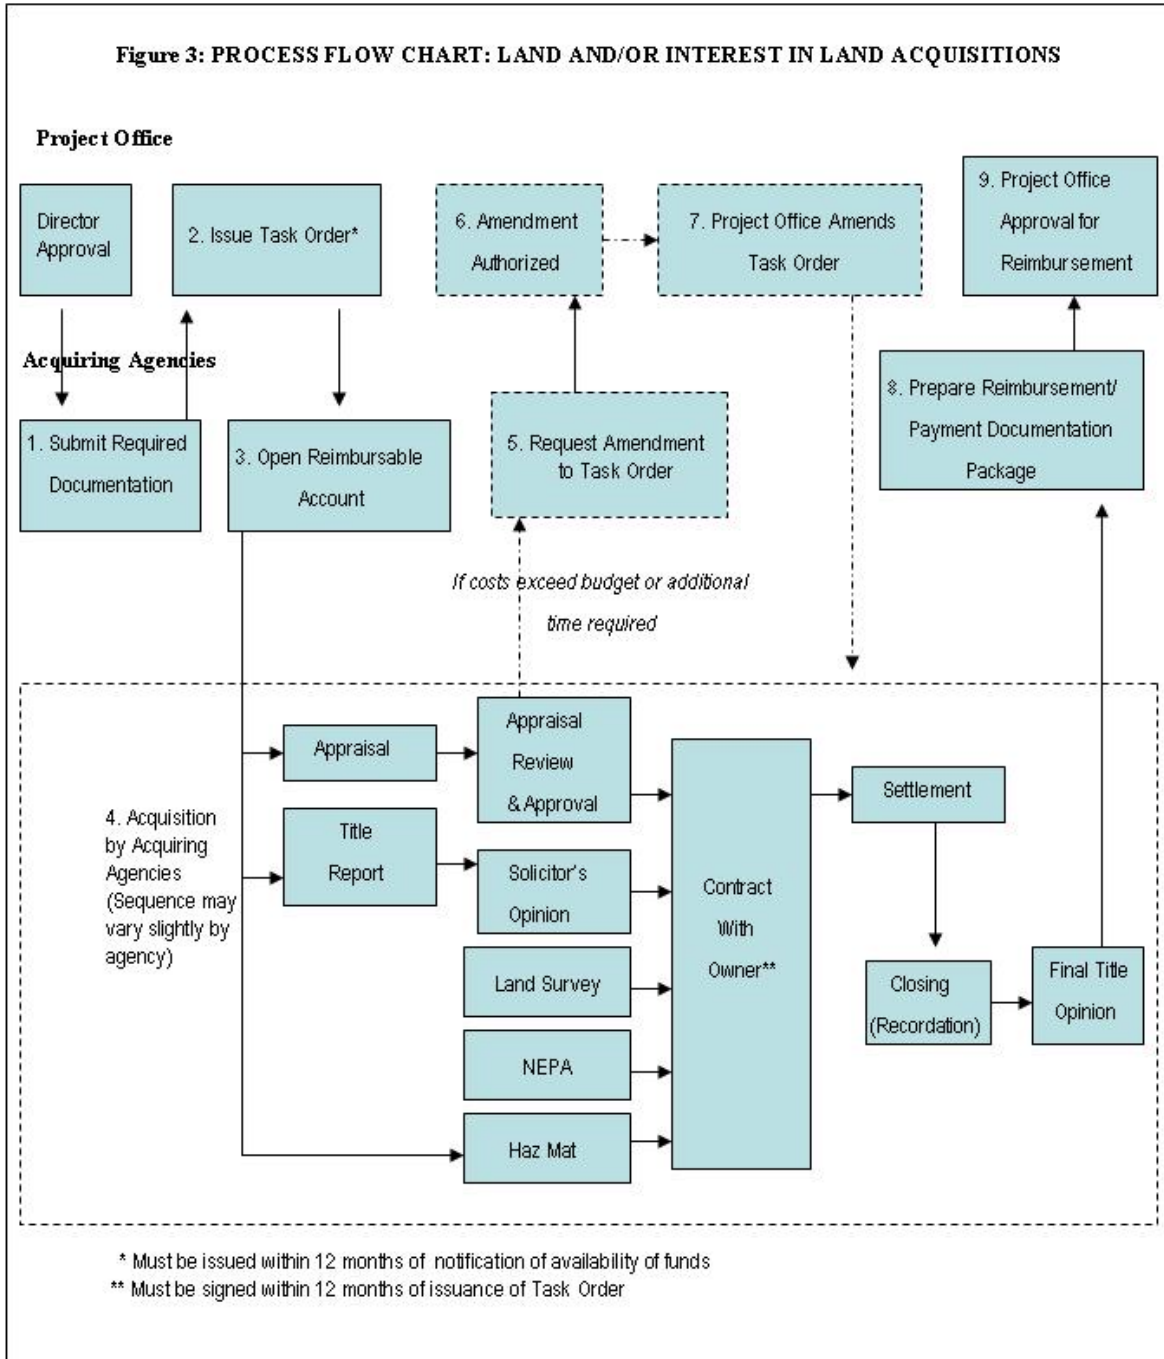 Figure 3: PROCESS FLOW CHART: LAND AND/OR INTEREST IN LAND ACQUISITIONS
Project Office
Director
Approval
2. Issue Task Order*
6. Amendment
Authorized
7. Project Office Amends
Task Order
9. Project Office
Approval for
Reimbursement
Acquiring Agencies
1. Submit Required
Documentation
3. Open Reimbursable
Account
5. Request Amendment
to Task Order
8. Prepare Reimbursement/
Payment Documentation
Package
If costs exceed budget or additional
time required
4. Acquisition
by Acquiring
Agencies
(Sequence may
vary slightly by
agency)
Appraisal
Appraisal
Review
& Approval
Title
Report
Solicitor's
Opinion
Land Survey
NEPA
Haz Mat
Contract
With
Owner**
Settlement
Closing
(Recordation)
Final Title
Opinion
* Must be issued within 12 months of notification of availability of funds
** Must be signed within 12 months of issuance of Task Order